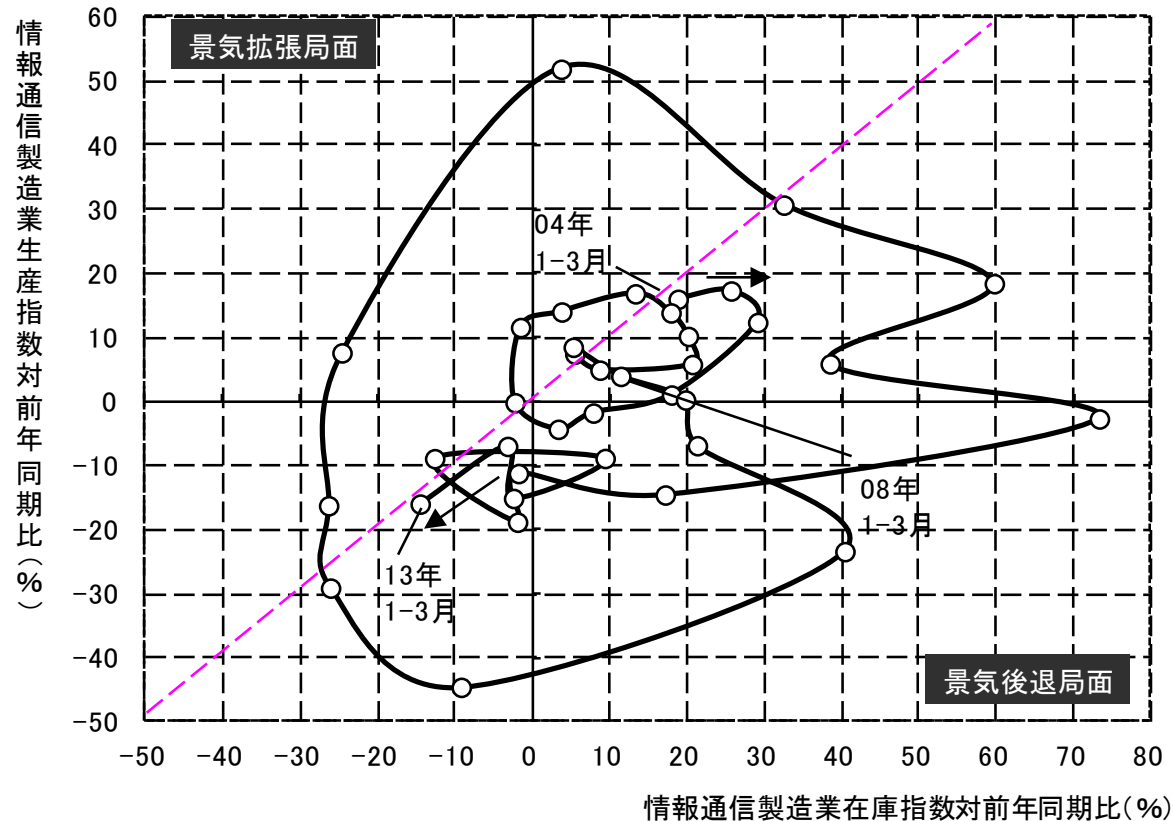 情報通信製造業生産指数対前年同期比(%)
60
50
40
30
20
10
0
-10
-20
-30
-40
-50
景気拡張局面
04年
1-3月
08年
1-3月
13年
1-3月
景気後退局面
-50 -40 -30 -20 -10 0 10 20 30 40 50 60 70 80
情報通信製造業在庫指数対前年同期比(%)